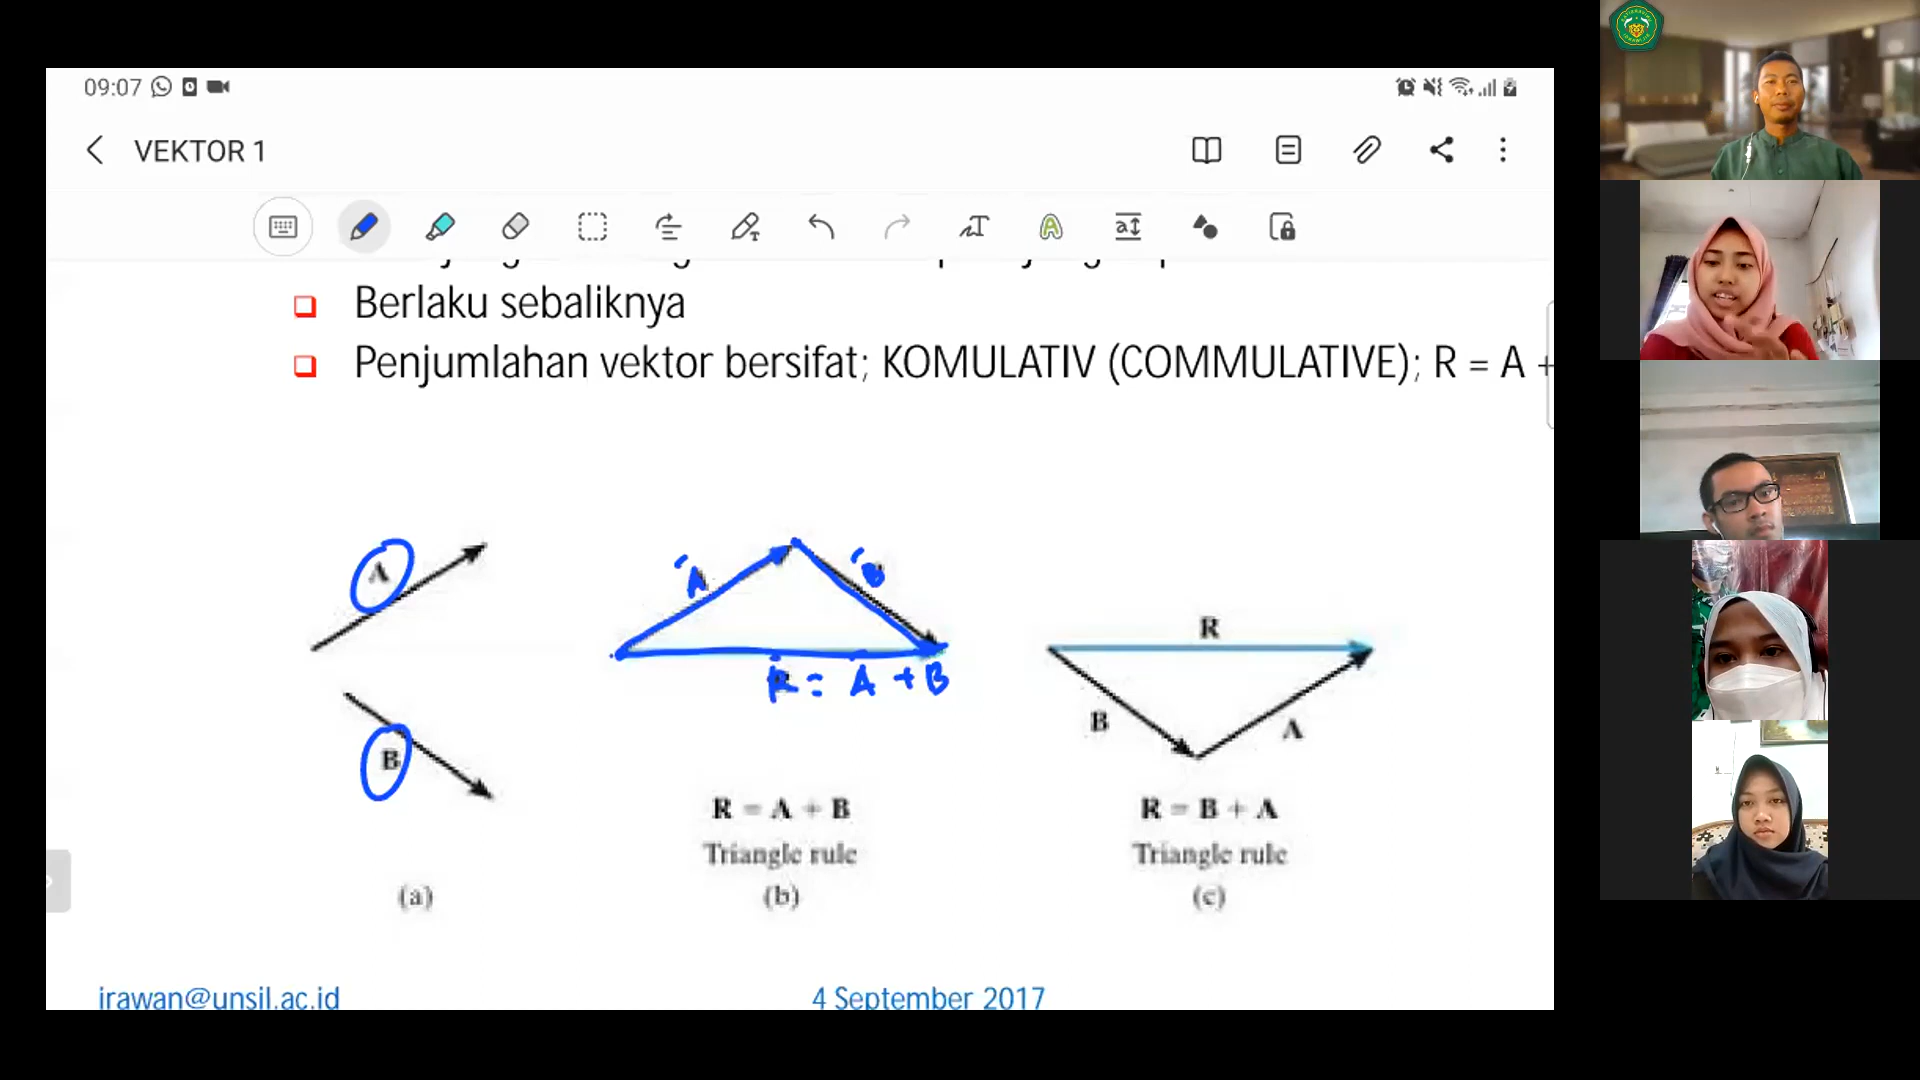 09:07
VEKTOR 1
Berlaku sebaliknya
Penjumlahan vektor bersifat; KOMULATIV (COMMULATIVE); R = A +
A
A
B
R = A + B
R
B
A
B
R = A + B
R = B + A
Triangle rule
Triangle rule
(a)
(b)
(c)
irawan@unsil.ac.id
4 September 2017